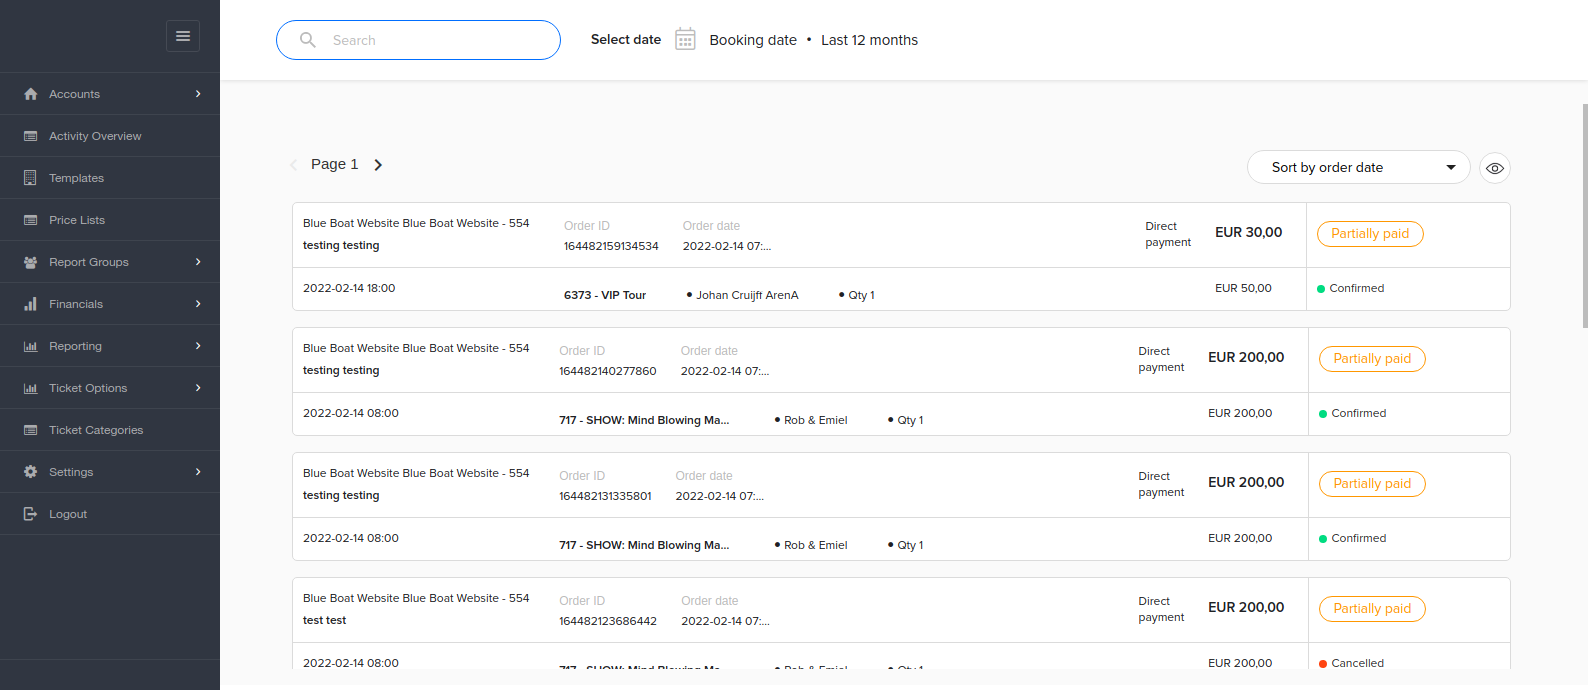 Search
Select date
Booking date • Last 12 months
Accounts
Activity Overview
Templates
Price Lists
Report Groups
Financials
Reporting
Ticket Options
Ticket Categories
Settings
Logout
Page 1
Sort by order date
Blue Boat Website Blue Boat Website - 554
testing testing
Order ID
164482159134534
Order date
2022-02-14 07:...
Direct
payment
EUR 30,00
Partially paid
2022-02-14 18:00
6373 - VIP Tour
• Johan Cruijff ArenA
• Qty 1
EUR 50,00
Confirmed
Blue Boat Website Blue Boat Website - 554
testing testing
Order ID
164482140277860
Order date
2022-02-14 07:...
Direct
payment
EUR 200,00
Partially paid
2022-02-14 08:00
717 - SHOW: Mind Blowing Ma...
• Rob & Emiel
• Qty 1
EUR 200,00
Confirmed
Blue Boat Website Blue Boat Website - 554
testing testing
Order ID
164482131335801
Order date
2022-02-14 07:...
Direct
payment
EUR 200,00
Partially paid
2022-02-14 08:00
717 - SHOW: Mind Blowing Ma...
• Rob & Emiel
• Qty 1
EUR 200,00
Confirmed
Blue Boat Website Blue Boat Website - 554
test test
Order ID
164482123686442
Order date
2022-02-14 07:...
Direct
payment
EUR 200,00
Partially paid
2022-02-14 08:00
717 - SHOW: Mind Blowing Ma...
• Rob & Emiel
• Qty 1
EUR 200,00
Cancelled